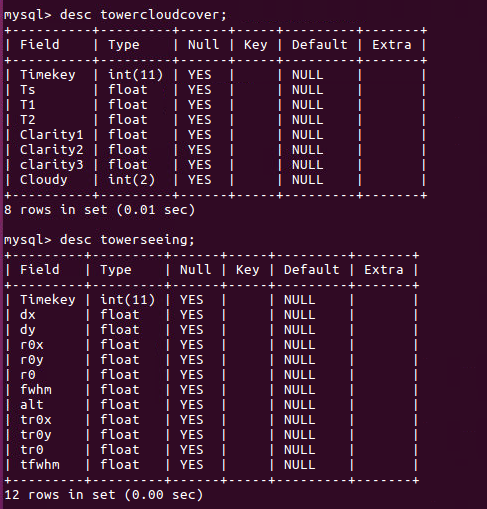 mysql> desc towercloudcover;
+-----------+---------+------+-----+---------+-------+
| Field     | Type    | Null | Key | Default | Extra |
+-----------+---------+------+-----+---------+-------+
| Timekey   | int(11) | YES  |     | NULL    |       |
| Ts        | float   | YES  |     | NULL    |       |
| T1        | float   | YES  |     | NULL    |       |
| T2        | float   | YES  |     | NULL    |       |
| Clarity1  | float   | YES  |     | NULL    |       |
| Clarity2  | float   | YES  |     | NULL    |       |
| clarity3  | float   | YES  |     | NULL    |       |
| Cloudy    | int(2)  | YES  |     | NULL    |       |
+-----------+---------+------+-----+---------+-------+
8 rows in set (0.01 sec)
mysql> desc towerseeing;
+---------+---------+------+-----+---------+-------+
| Field   | Type    | Null | Key | Default | Extra |
+---------+---------+------+-----+---------+-------+
| Timekey | int(11) | YES  |     | NULL    |       |
| dx      | float   | YES  |     | NULL    |       |
| dy      | float   | YES  |     | NULL    |       |
| r0x     | float   | YES  |     | NULL    |       |
| r0y     | float   | YES  |     | NULL    |       |
| r0      | float   | YES  |     | NULL    |       |
| fwhm    | float   | YES  |     | NULL    |       |
| alt     | float   | YES  |     | NULL    |       |
| tr0x    | float   | YES  |     | NULL    |       |
| tr0y    | float   | YES  |     | NULL    |       |
| tr0     | float   | YES  |     | NULL    |       |
| tfwhm   | float   | YES  |     | NULL    |       |
+---------+---------+------+-----+---------+-------+
12 rows in set (0.00 sec)